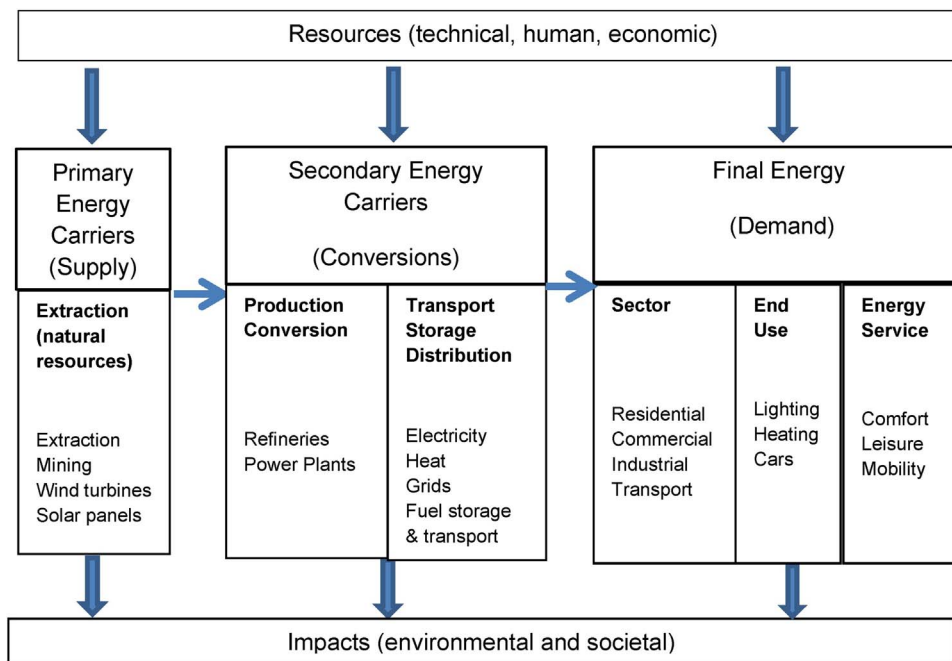 Resources (technical, human, economic)
Primary
Energy
Carriers
(Supply)
Secondary Energy
Carriers
(Conversions)
Final Energy
(Demand)
Extraction
(natural
resources)
Extraction
Mining
Wind turbines
Solar panels
Production
Conversion
Refineries
Power Plants
Transport
Storage
Distribution
Electricity
Heat
Grids
Fuel storage
& transport
Sector
Residential
Commercial
Industrial
Transport
End
Use
Lighting
Heating
Cars
Energy
Service
Comfort
Leisure
Mobility
Impacts (environmental and societal)